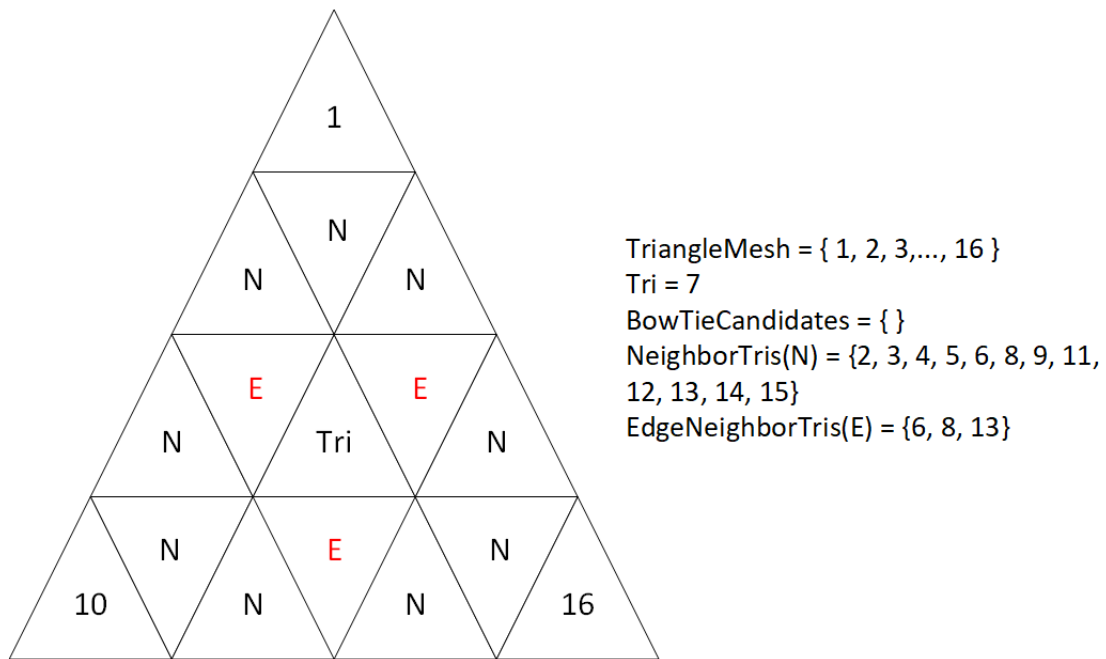 1
N
N
N
E
E
N
Tri
N
N
E
N
10
N
N
16
TriangleMesh = { 1, 2, 3,..., 16 }
Tri = 7
BowTieCandidates = { }
NeighborTris(N) = {2, 3, 4, 5, 6, 8, 9, 11,
12, 13, 14, 15}
EdgeNeighborTris(E) = {6, 8, 13}